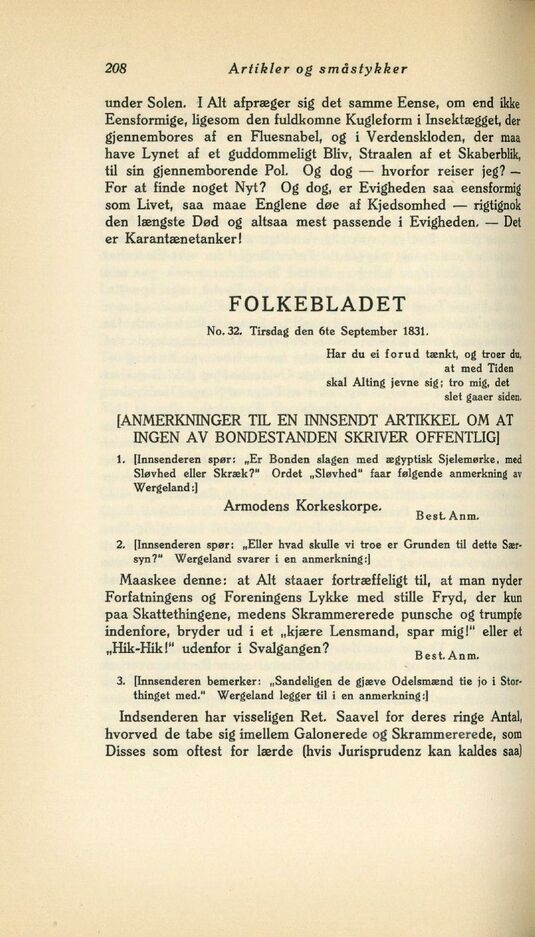 208 Artikler og småstykker
under Solen. I Alt afpræger sig det samme Eense, om end ikke
Eensformige, ligesom den fuldkomne Kugleform i Insektægget, der
gjennembores af en Fluesnabel, og i Verdenskloden, der maa
have Lynet af et guddommeligt Bliv, Straalen af et Skaberblik,
til sin gjennemborende Pol. Og dog — hvorfor reiser jeg? —
For at finde noget Nyt? Og dog, er Evigheden saa eensformig
som Livet, saa maae Englene døe af Kjedsomhed — rigtignok
den længste Død og altsaa mest passende i Evigheden. — Det
er Karantænetanker!
FOLKEBLADET
No. 32. Tirsdag den 6te September 1831.
Har du ei forud tænkt, og troer du,
at med Tiden
skal Alting jevne sig; tro mig, det
slet gaaer siden.
[ANMERKNINGER TIL EN INNSENDT ARTIKKEL OM AT
INGEN AV BONDESTANDEN SKRIVER OFFENTLIG]
1. [Innsenderen spør: „Er Bonden slagen med ægyptisk Sjelemørke, med
Sløvhed eller Skræk?" Ordet „Sløvhed" faar følgende anmerkning av
Wergeland:]
Armodens Korkeskorpe.
Best. Anm.
2. [Innsenderen spør: „Eller hvad skulle vi troe er Grunden til dette Sær-
syn?" Wergeland svarer i en anmerkning:]
Maaskee denne: at Alt staaer fortræffeligt til, at man nyder
Forfatningens og Foreningens Lykke med stille Fryd, der kun
paa Skattethingene, medens Skrammererede punsche og trumpfe
indenfore, bryder ud i et „kjære Lensmand, spar mig!" eller et
„Hik-Hik!" udenfor i Svalgangen?
Best. Anm.
3. [Innsenderen bemerker: „Sandeligen de gjæve Odelsmænd tie jo i Stor-
thinget med." Wergeland legger til i en anmerkning:]
Indsenderen har visseligen Ret. Saavel for deres ringe Antal,
hvorved de tabe sig imellem Galonerede og Skrammererede, som
Disses som oftest for lærde (hvis Jurisprudenz kan kaldes saa)